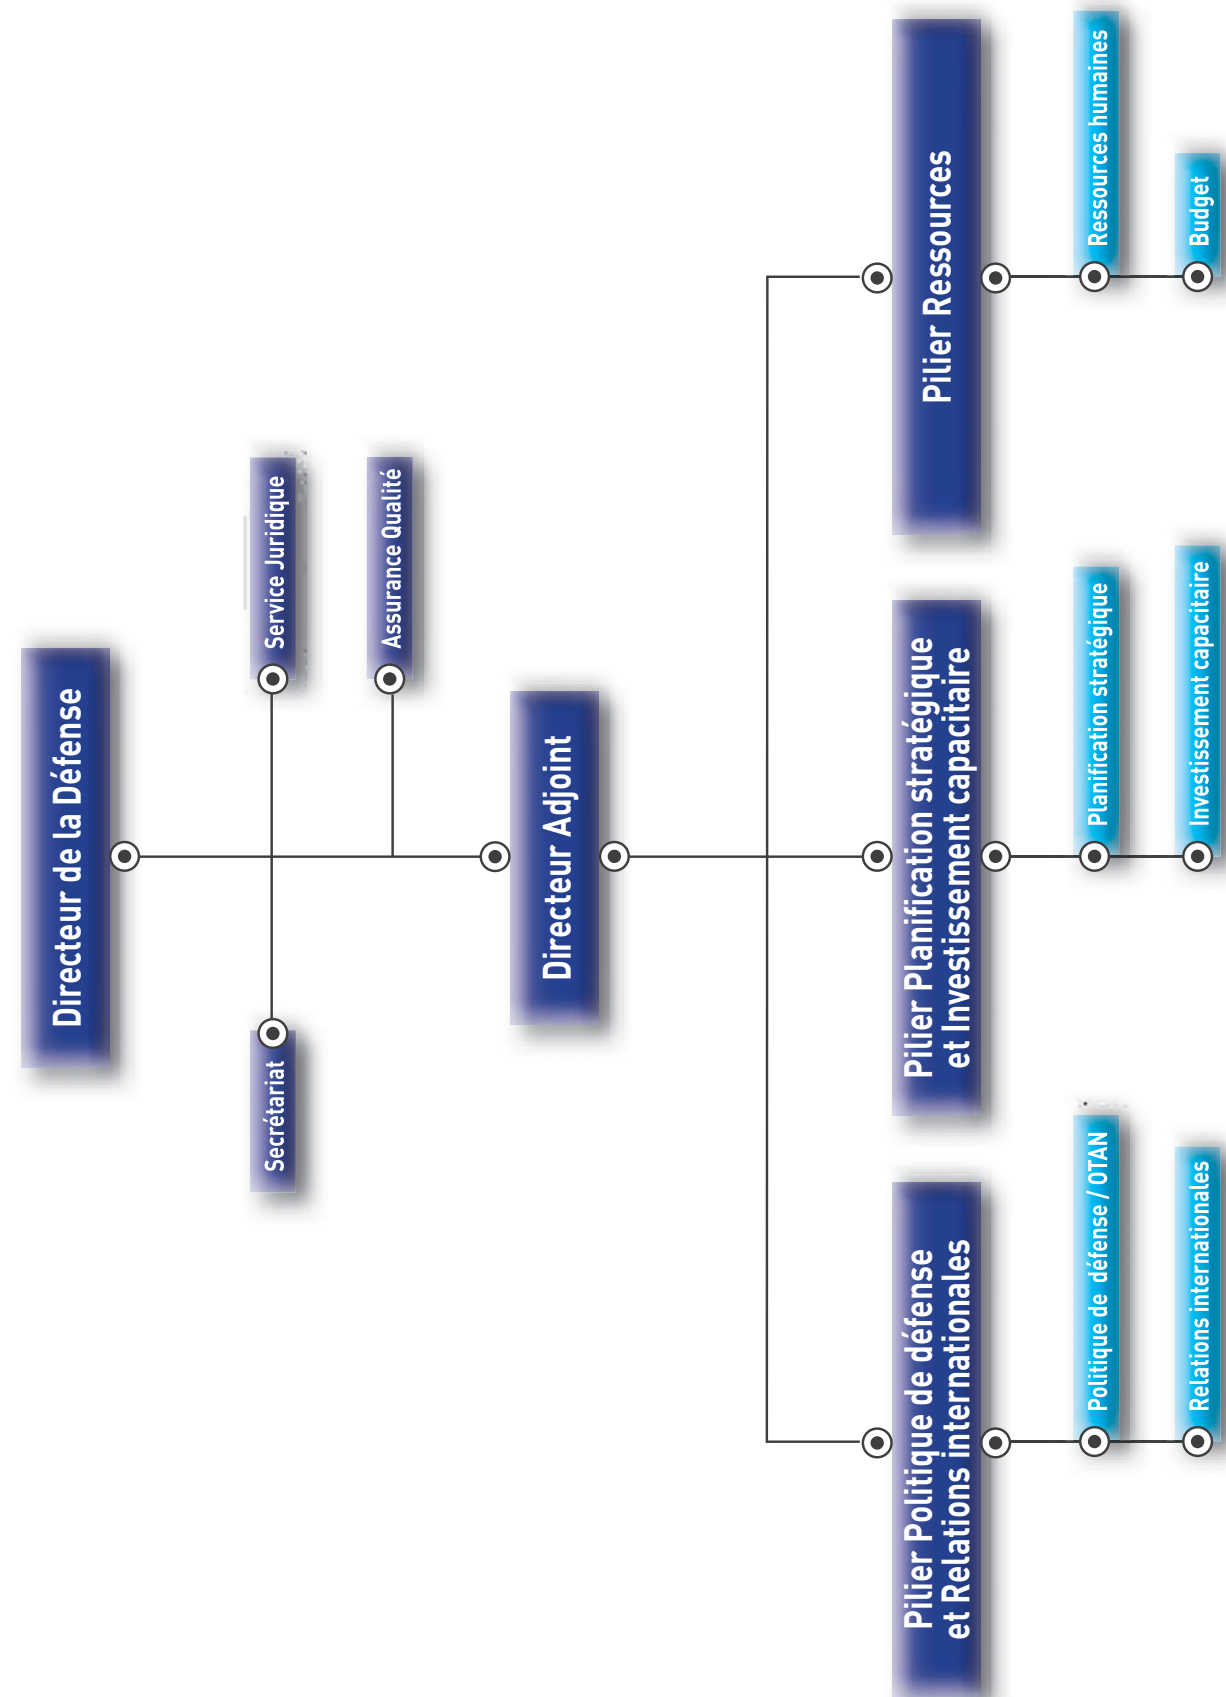 Directeur de la Défense
Secrétariat
Service Juridique
Assurance Qualité
Directeur Adjoint
Pilier Politique de défense
et Relations internationales
Pilier Planification stratégique
et Investissement capacitaire
Pilier Ressources
Politique de défense / OTAN
Planification stratégique
Ressources humaines
Relations internationales
Investissement capacitaire
Budget